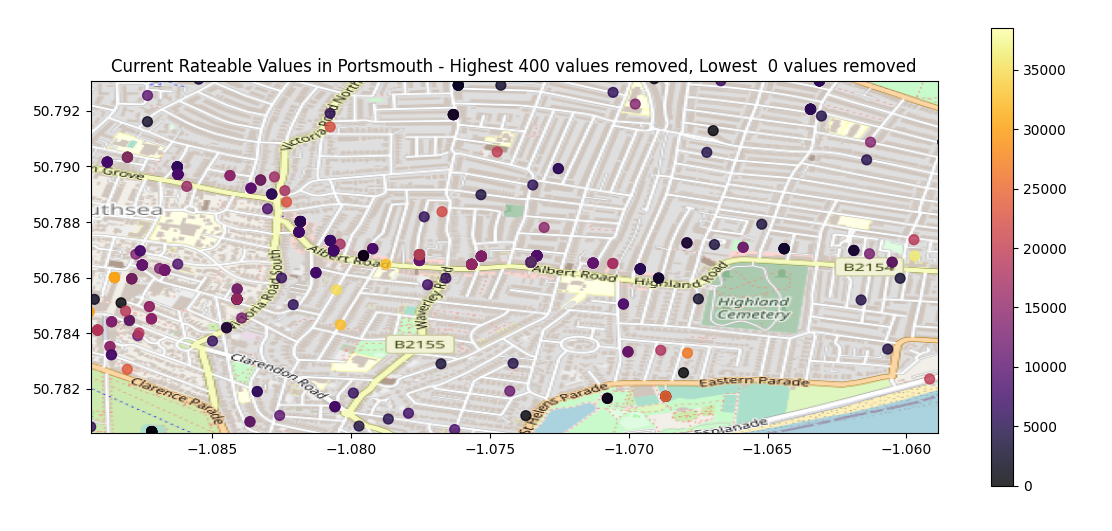 Current Rateable Values in Portsmouth - Highest 400 values removed, Lowest  0 values removed
35000
30000
25000
20000
15000
10000
5000
0
50.792
50.790
50.788
50.786
50.784
50.782
−1.085
−1.080
−1.075
−1.070
−1.065
−1.060
Victoria Road North
Grove
uthsea
Albert Road
Albert Road
Highland Road
B2154
Victoria Road South
Waverley Road
Highland
Cemetery
B2155
Clarendon Road
Clarence Parade
St Helens Parade
Eastern Parade
Esplanade